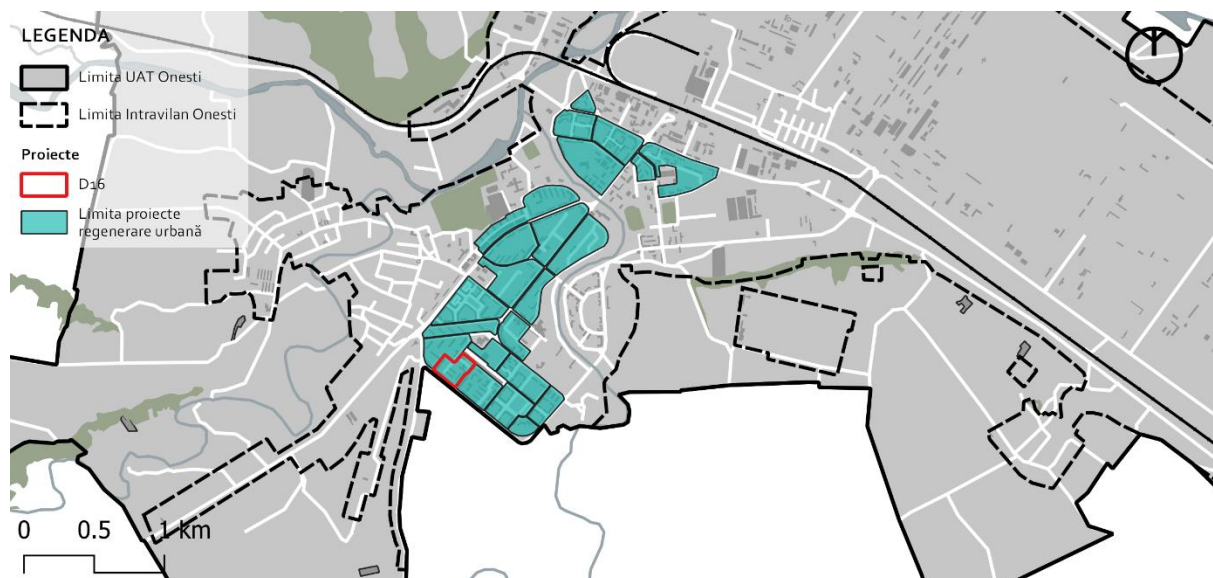 LEGENDA
Limita UAT Onesti
Limita Intravilan Onesti
Proiecte
D16
Limita proiecte
regenerare urbană
0 0.5 1 km